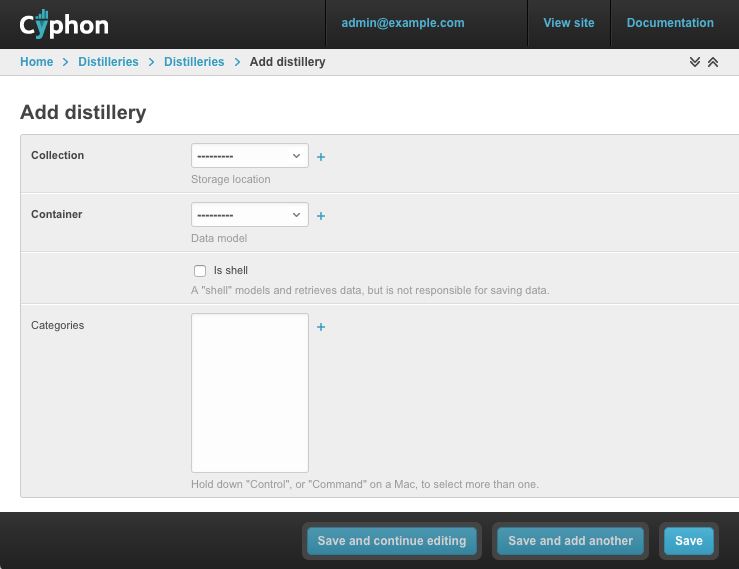 Cyphon
admin@example.com
View site
Documentation
Home > Distilleries > Distilleries > Add distillery
Add distillery
Collection
---------
Storage location
Container
---------
Data model
Is shell
A "shell" models and retrieves data, but is not responsible for saving data.
Categories
Hold down "Control", or "Command" on a Mac, to select more than one.
Save and continue editing
Save and add another
Save